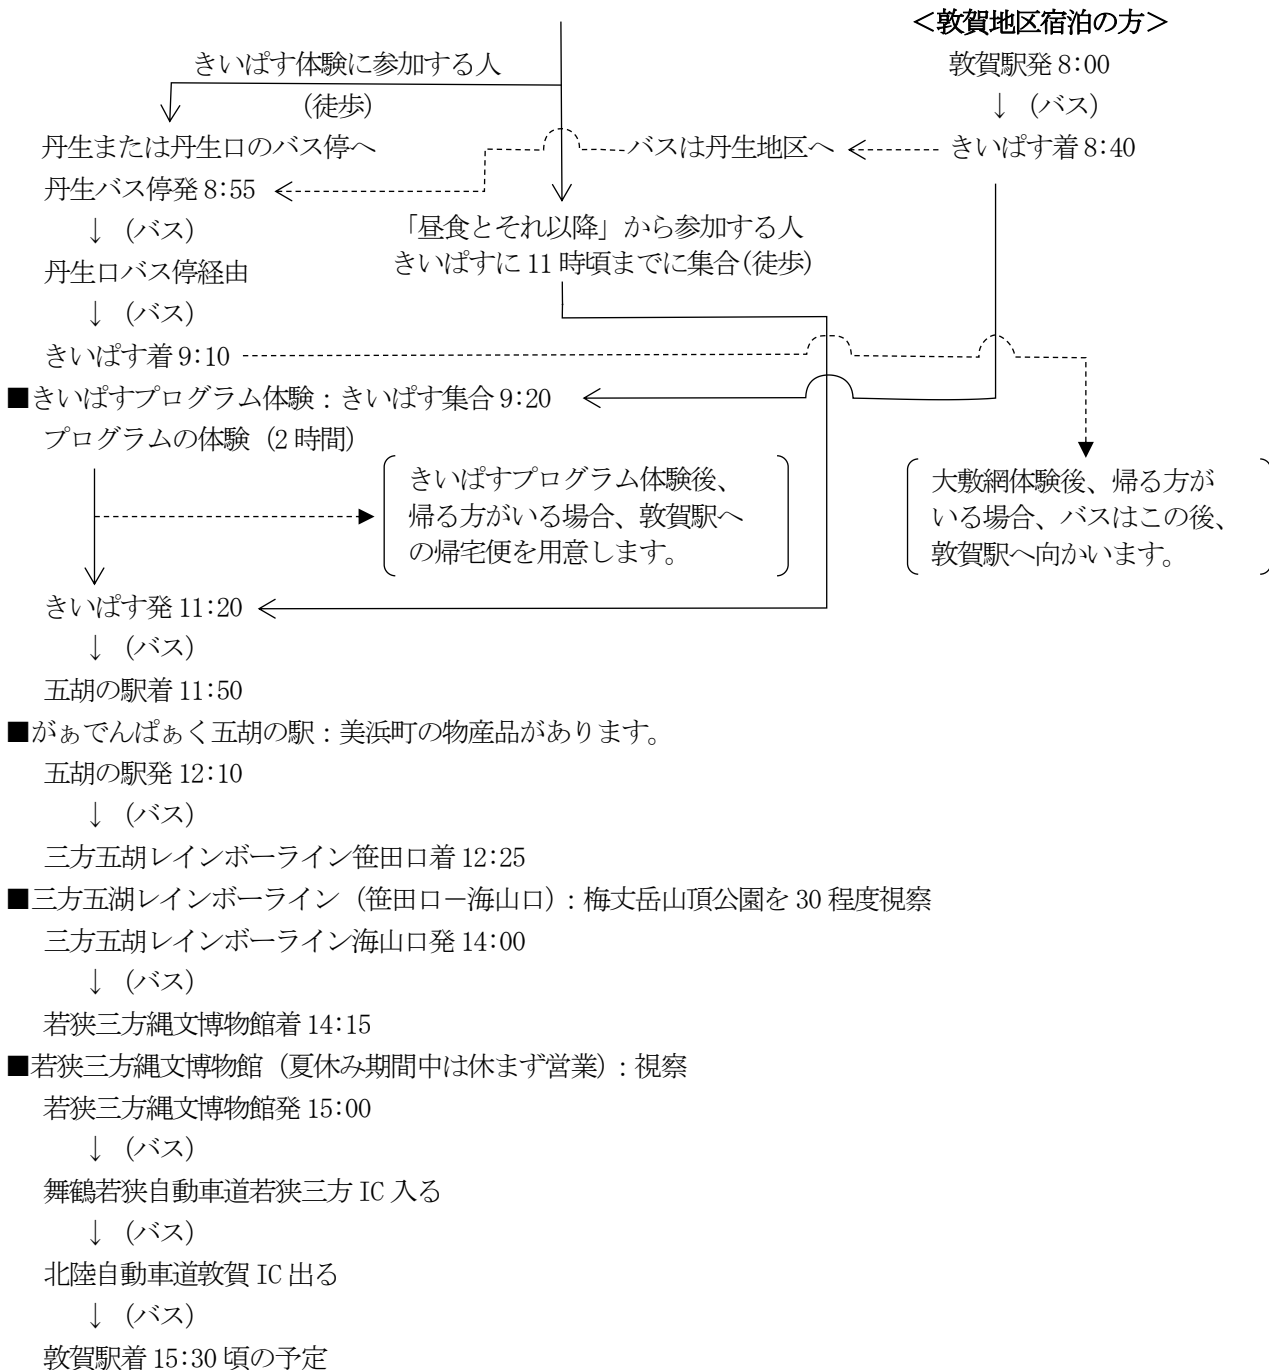 ＜敦賀地区宿泊の方＞
敦賀駅発 8:00
↓（バス）
きいぱす着 8:40
バスは丹生地区へ
きいぱす体験に参加する人
（徒歩）
丹生または丹生口のバス停へ
丹生バス停発 8:55
↓（バス）
丹生口バス停経由
↓（バス）
きいぱす着 9:10
「昼食とそれ以降」から参加する人
きいぱすに 11 時頃までに集合（徒歩）
■きいぱすプログラム体験：きいぱす集合 9:20
プログラムの体験（2 時間）
きいぱすプログラム体験後、
帰る方がいる場合、敦賀駅へ
の帰宅便を用意します。
大敷網体験後、帰る方が
いる場合、バスはこの後、
敦賀駅へ向かいます。
きいぱす発 11:20
↓（バス）
五胡の駅着 11:50
■がぁでんぱぁく五胡の駅：美浜町の物産品があります。
五胡の駅発 12:10
↓（バス）
三方五胡レインボーライン笹田口着 12:25
■三方五湖レインボーライン（笹田口－海山口）：梅丈岳山頂公園を 30 程度視察
三方五胡レインボーライン海山口発 14:00
↓（バス）
若狭三方縄文博物館着 14:15
■若狭三方縄文博物館（夏休み期間中は休まず営業）：視察
若狭三方縄文博物館発 15:00
↓（バス）
舞鶴若狭自動車道若狭三方 IC 入る
↓（バス）
北陸自動車道敦賀 IC 出る
↓（バス）
敦賀駅着 15:30 頃の予定